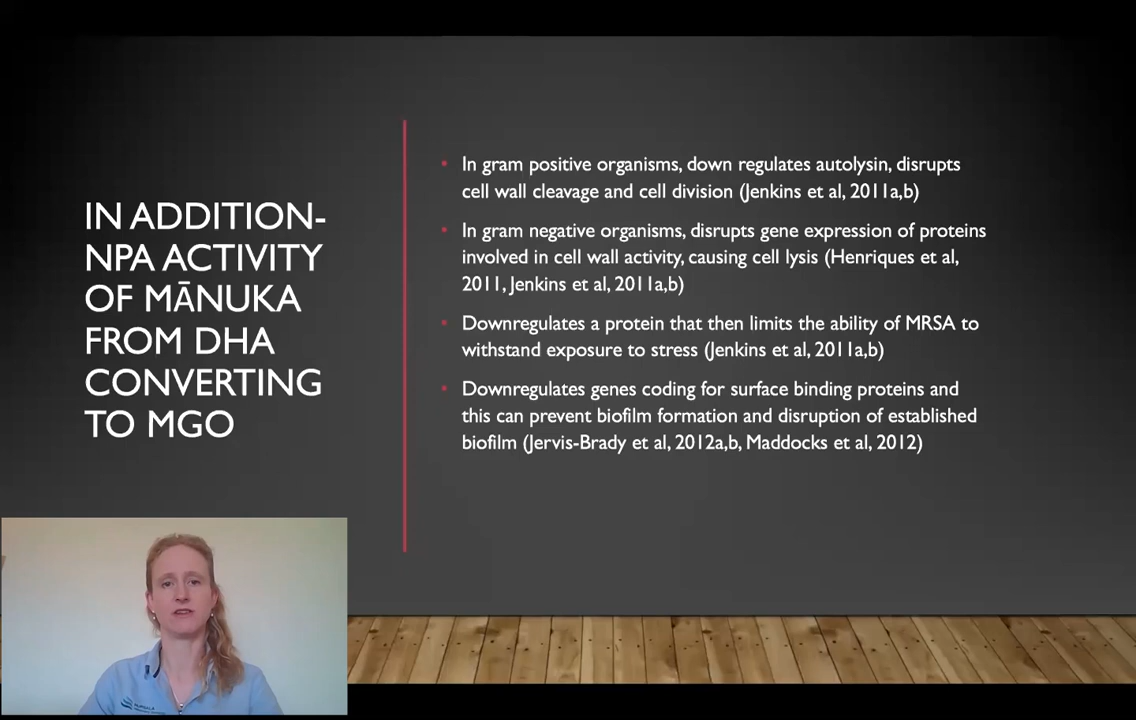 IN ADDITION-
NPA ACTIVITY
OF MĀNUKA
FROM DHA
CONVERTING
TO MGO
• In gram positive organisms, down regulates autolysin, disrupts
cell wall cleavage and cell division (Jenkins et al, 2011a,b)
• In gram negative organisms, disrupts gene expression of proteins
involved in cell wall activity, causing cell lysis (Henriques et al,
2011, Jenkins et al, 2011a,b)
• Downregulates a protein that then limits the ability of MRSA to
withstand exposure to stress (Jenkins et al, 2011a,b)
• Downregulates genes coding for surface binding proteins and
this can prevent biofilm formation and disruption of established
biofilm (Jervis-Brady et al, 2012a,b, Maddocks et al, 2012)